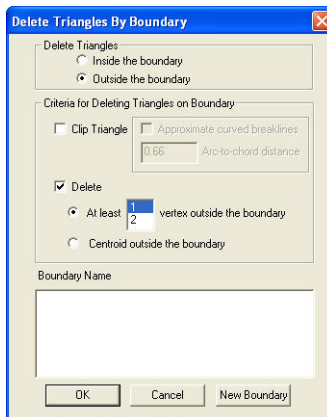 Delete Triangles By Boundary
Delete Triangles
Inside the boundary
Outside the boundary
Criteria for Deleting Triangles on Boundary
Clip Triangle
Approximate curved breaklines
0.66 Arc-to-chord distance
Delete
At least 1 vertex outside the boundary
2
Centroid outside the boundary
Boundary Name
OK Cancel New Boundary